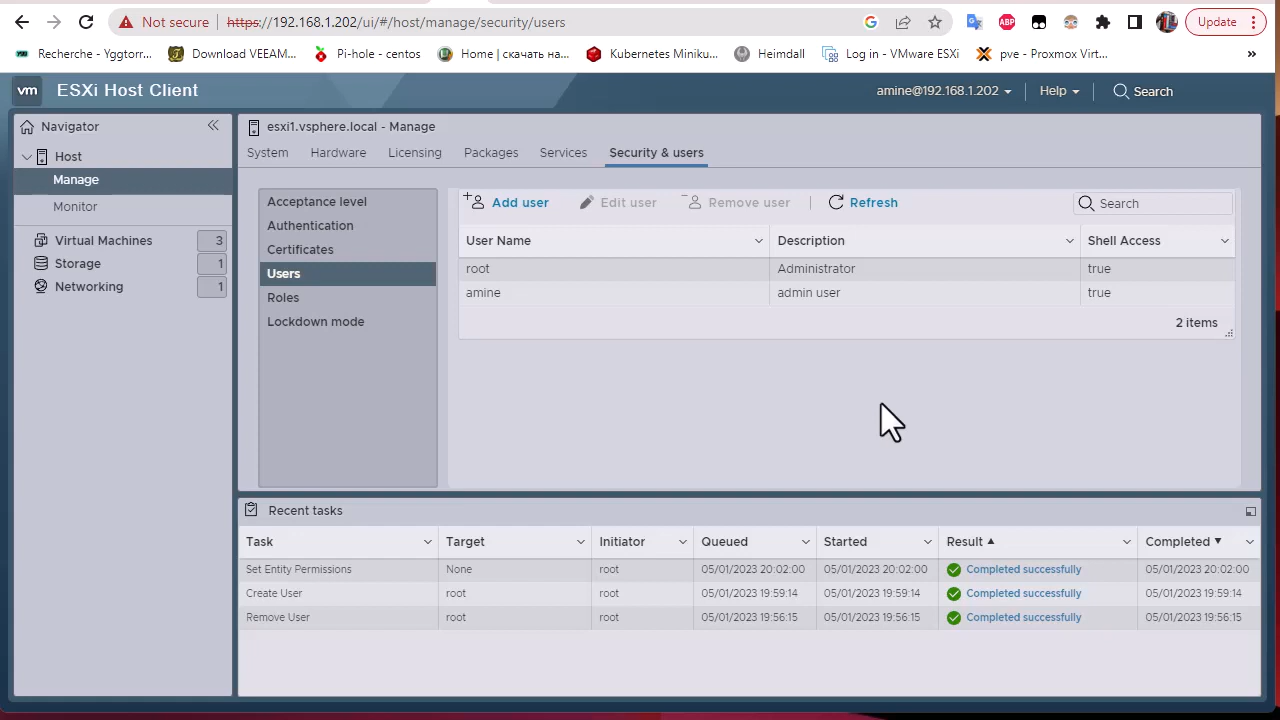 Not secure https://192.168.1.202/ui/#/host/manage/security/users ABP Update
Recherche - Yggtorr... Download VEEAM... Pi-hole - centos Home | скачать на... Kubernetes Miniku... Heimdall Log in - VMware ESXi pve - Proxmox Virt... »
vm ESXi Host Client amine@192.168.1.202 Help Search
Navigator
Host
Manage
Monitor
Virtual Machines 3
Storage 1
Networking 1
esxi1.vsphere.local - Manage
System Hardware Licensing Packages Services Security & users
Acceptance level
Authentication
Certificates
Users
Roles
Lockdown mode
Add user Edit user Remove user Refresh Search
User Name Description Shell Access
root Administrator true
amine admin user true
2 items
Recent tasks
Task Target Initiator Queued Started Result Completed
Set Entity Permissions None root 05/01/2023 20:02:00 05/01/2023 20:02:00 Completed successfully 05/01/2023 20:02:00
Create User root root 05/01/2023 19:59:14 05/01/2023 19:59:14 Completed successfully 05/01/2023 19:59:14
Remove User root root 05/01/2023 19:56:15 05/01/2023 19:56:15 Completed successfully 05/01/2023 19:56:15